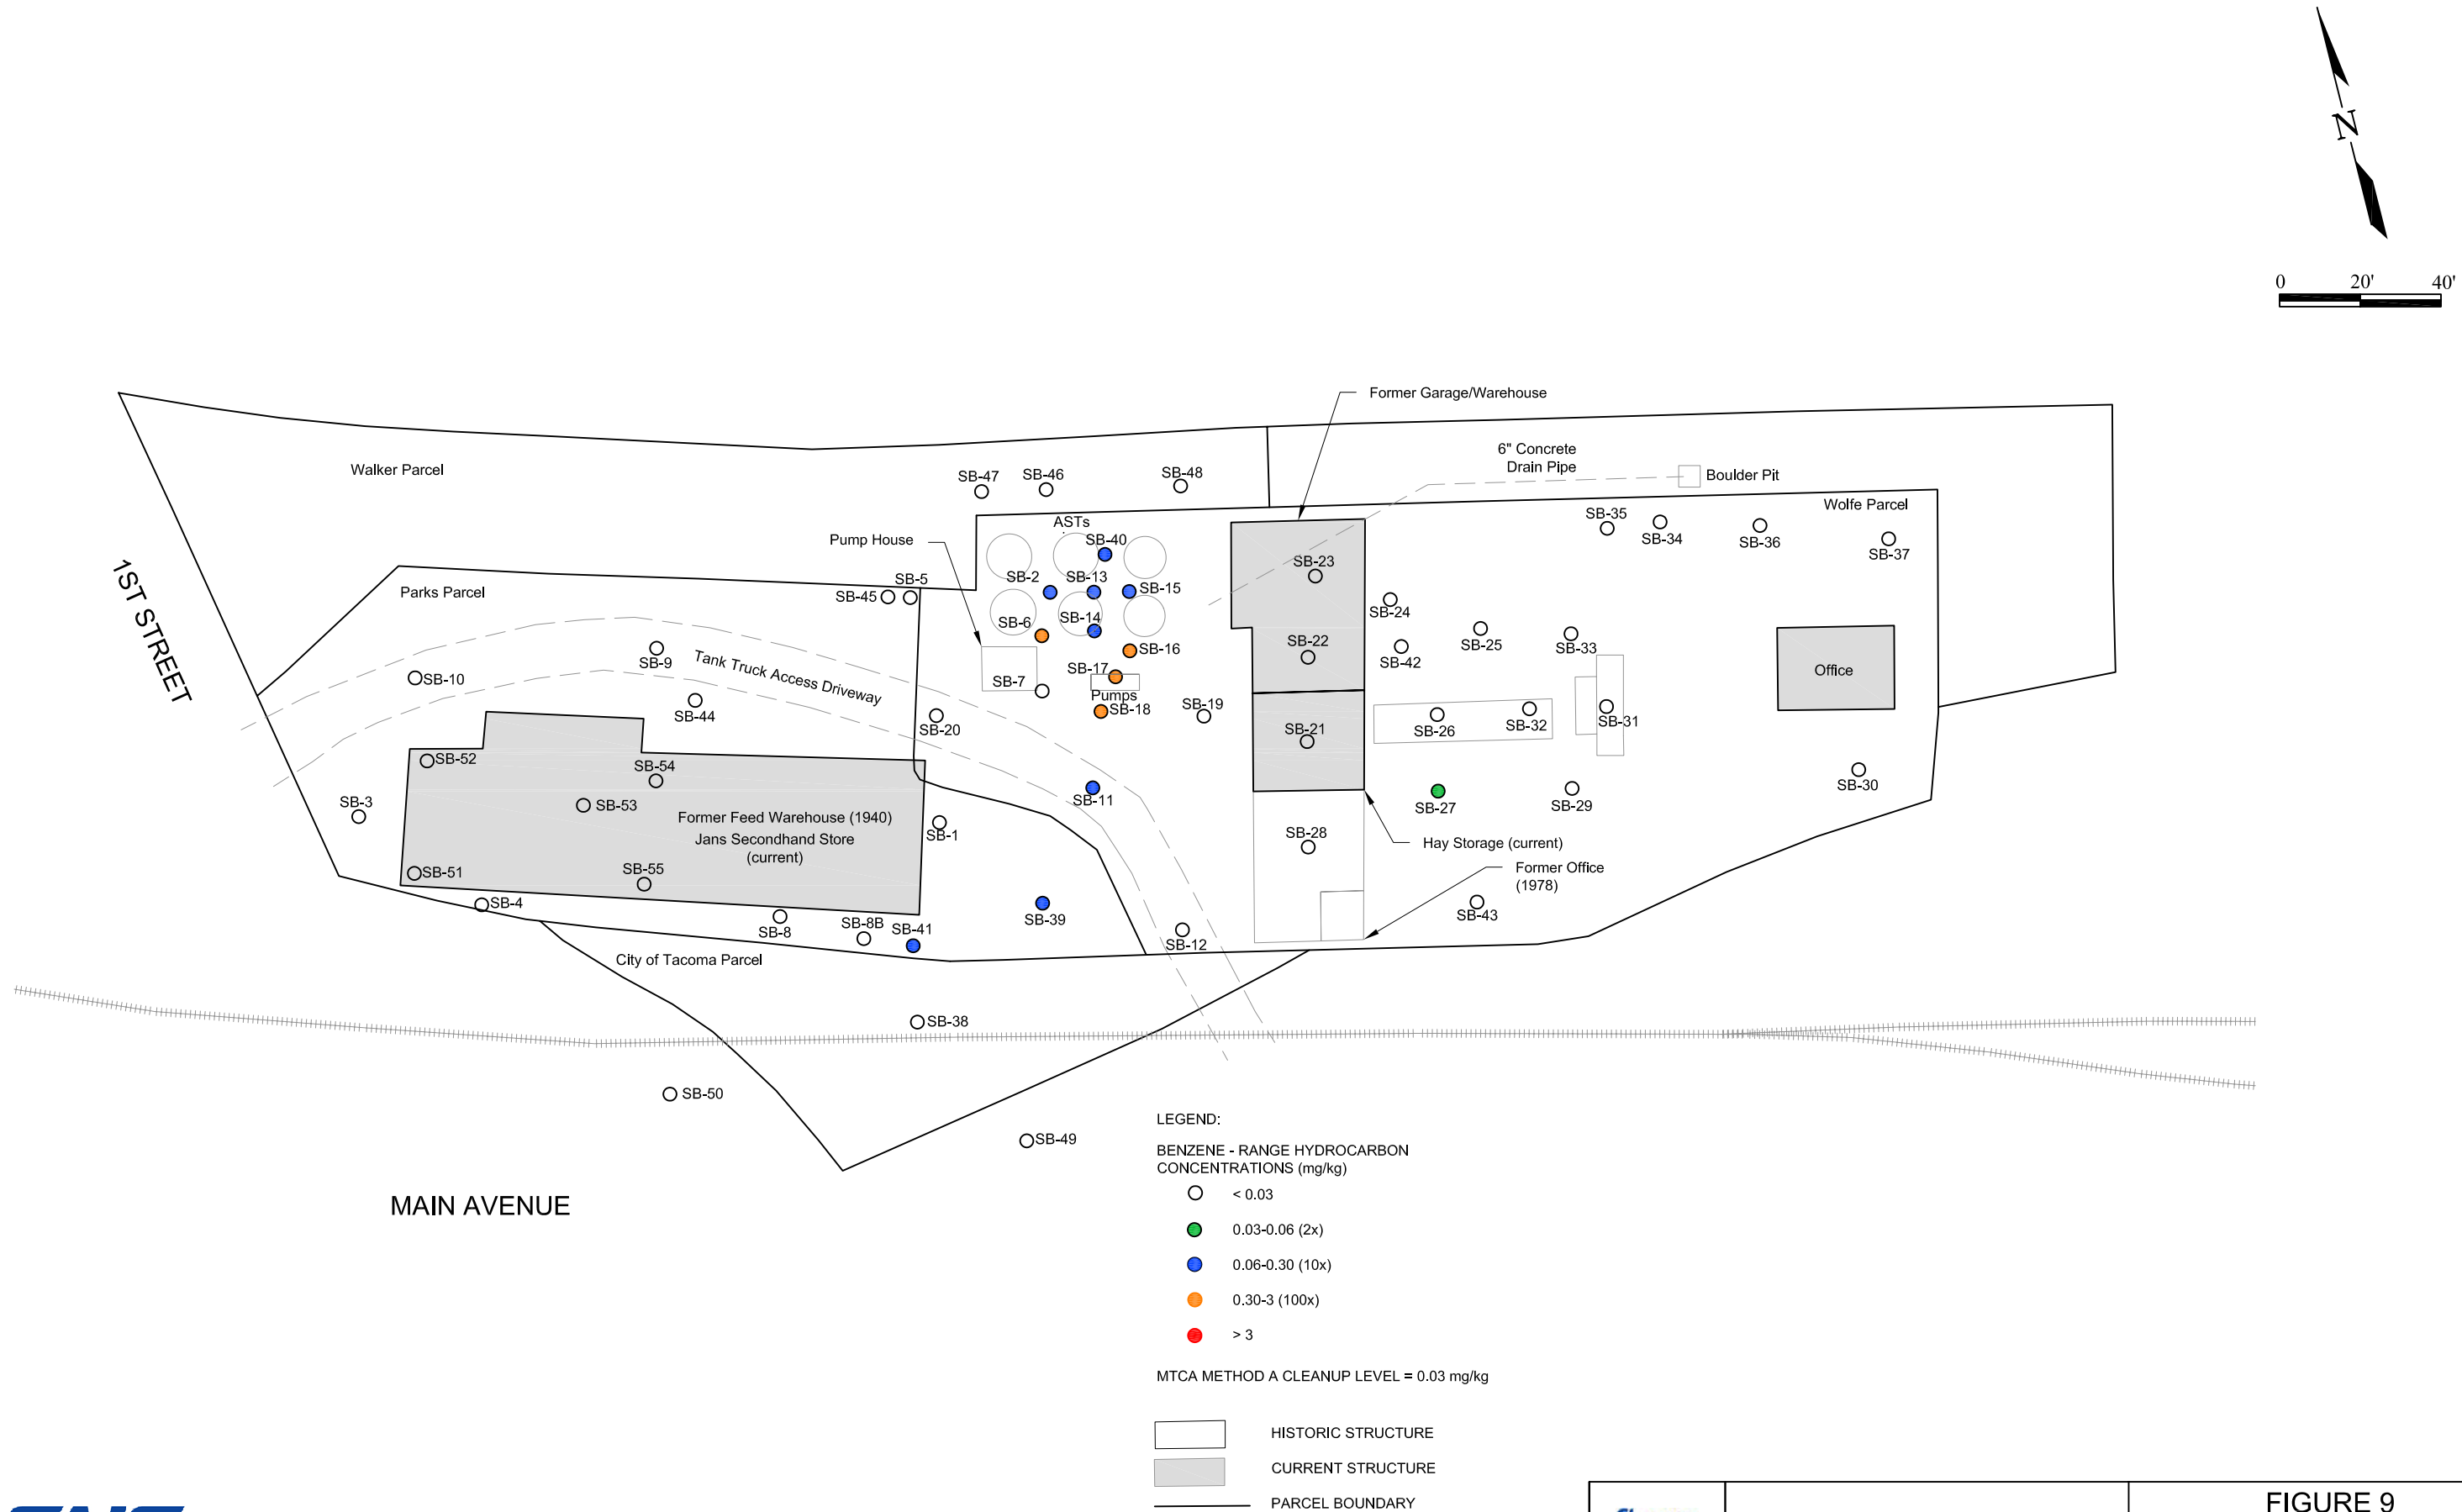 N
0 20' 40'
Former Garage/Warehouse
6" Concrete
Drain Pipe
Boulder Pit
Walker Parcel
SB-47
SB-46
SB-48
Wolfe Parcel
SB-35
SB-34
SB-36
SB-37
ASTs
SB-40
Pump House
SB-23
1ST STREET
Parks Parcel
SB-5
SB-45
SB-2
SB-13
SB-15
SB-24
SB-6
SB-14
SB-22
SB-16
SB-42
SB-25
SB-33
SB-9
Tank Truck Access Driveway
SB-10
SB-7
SB-17
Pumps
SB-18
Office
SB-44
SB-20
SB-19
SB-21
SB-26
SB-32
SB-31
SB-52
SB-54
SB-53
SB-3
SB-11
SB-27
SB-29
SB-30
Former Feed Warehouse (1940)
Jans Secondhand Store
(current)
SB-1
SB-28
Hay Storage (current)
SB-51
SB-55
Former Office
(1978)
SB-4
SB-8
SB-8B
SB-41
SB-39
SB-12
SB-43
City of Tacoma Parcel
SB-38
SB-50
SB-49
MAIN AVENUE
LEGEND:
BENZENE - RANGE HYDROCARBON
CONCENTRATIONS (mg/kg)
< 0.03
0.03-0.06 (2x)
0.06-0.30 (10x)
0.30-3 (100x)
> 3
MTCA METHOD A CLEANUP LEVEL = 0.03 mg/kg
HISTORIC STRUCTURE
CURRENT STRUCTURE
PARCEL BOUNDARY
FIGURE 9